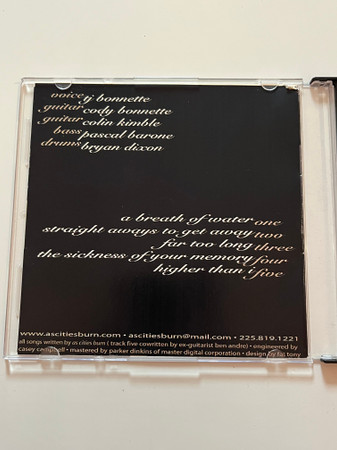 voice tj bonnette
guitar cody bonnette
guitar colin kimble
bass pascal barone
drums bryan dixon
a breath of water one
straight aways to get away two
far too long three
the sickness of your memory four
higher than i five
www.ascitiesburn.com • ascitiesburn@mail.com • 225.819.1221
all songs written by as cities burn ( track five cowritten by ex-guitarist ben andre) • engineered by
casey campbell • mastered by parker dinkins of master digital corporation • design by fat tony